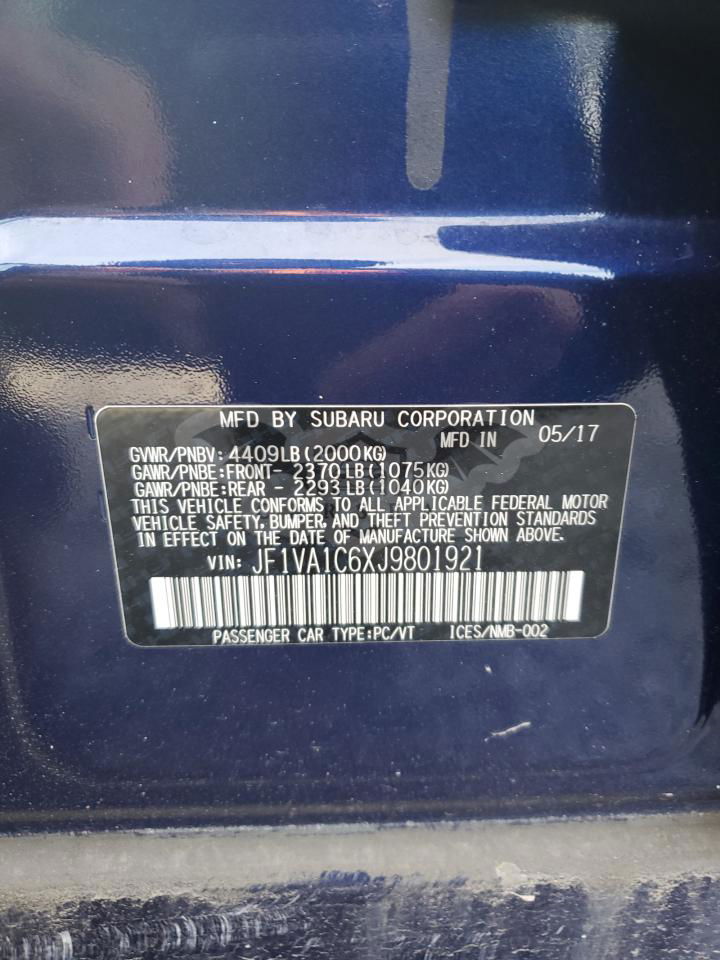 MFD BY SUBARU CORPORATION
MFD IN 05/17
GVWR/PNBV: 4409LB(2000KG)
GAWR/PNBE:FRONT- 2370LB(1075KG)
GAWR/PNBE:REAR - 2293LB(1040KG)
THIS VEHICLE CONFORMS TO ALL APPLICABLE FEDERAL MOTOR
VEHICLE SAFETY, BUMPER, AND THEFT PREVENTION STANDARDS
IN EFFECT ON THE DATE OF MANUFACTURE SHOWN ABOVE.
VIN: JF1VA1C6XJ9801921
PASSENGER CAR TYPE:PC/VT ICES/NMB-002